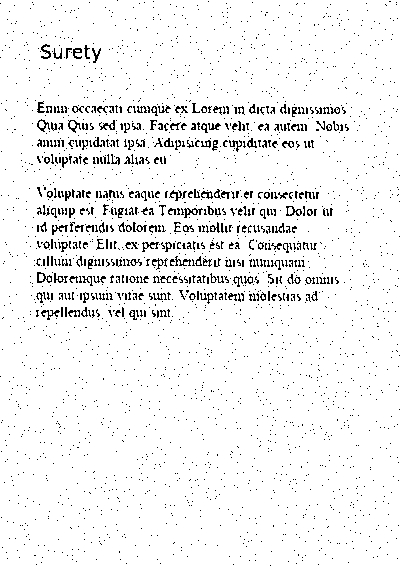 Surety
Enim occaecati cumque ex Lorem in dicta dignissimos
Quia Quis sed ipsa. Facere atque velit, ea autem. Nobis
anim cupidatat ipsa. Adipisicing cupiditate eos ut
voluptate nulla alias eu
Voluptate natus eaque reprehenderit et consectetur
aliquip est. Fugiat ea Temporibus velit qui. Dolor ut
id perferendis dolorem. Eos mollit recusandae
voluptate. Elit, ex perspiciatis est ea. Consequatur
cillum dignissimos reprehenderit nisi numquam
Doloremque ratione necessitatibus quos. Sit do omnis
qui aut ipsum vitae sunt. Voluptatem molestias ad
repellendus, vel qui sint.